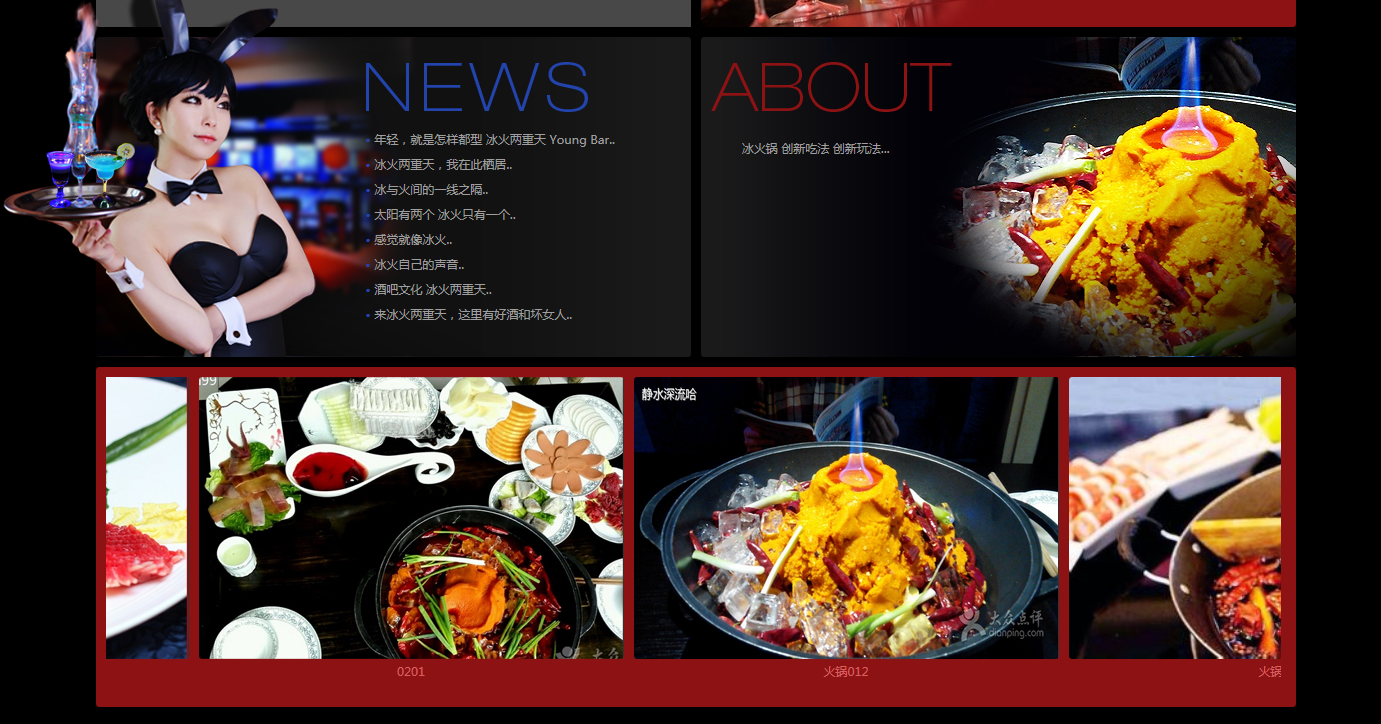 NEWS
年轻，就是怎样都型 冰火两重天 Young Bar..
冰火两重天，我在此栖居..
冰与火间的一线之隔..
太阳有两个 冰火只有一个..
感觉就像冰火..
冰火自己的声音..
酒吧文化 冰火两重天..
来冰火两重天，这里有好酒和坏女人..
ABOUT
冰火锅 创新吃法 创新玩法...
静水深流哈
大众点评
dianping.com
0201
火锅012
火锅